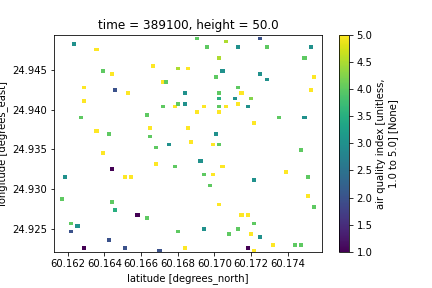 time = 389100, height = 50.0
24.945
24.940
24.935
24.930
24.925
longitude [degrees_east]
60.162 60.164 60.166 60.168 60.170 60.172 60.174
latitude [degrees_north]
5.0
4.5
4.0
3.5
3.0
2.5
2.0
1.5
1.0
air quality index [unitless,
1.0 to 5.0] [None]